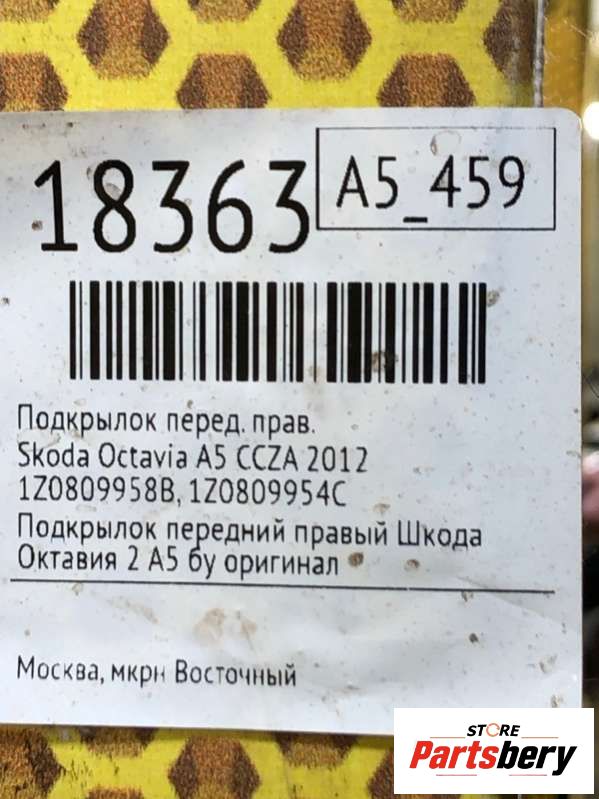 18363
A5_459
Подкрылок перед. прав.
Skoda Octavia A5 CCZA 2012
1Z0809958B, 1Z0809954C
Подкрылок передний правый Шкода
Октавия 2 А5 бу оригинал
Москва, мкрн Восточный
STORE
Partsbery